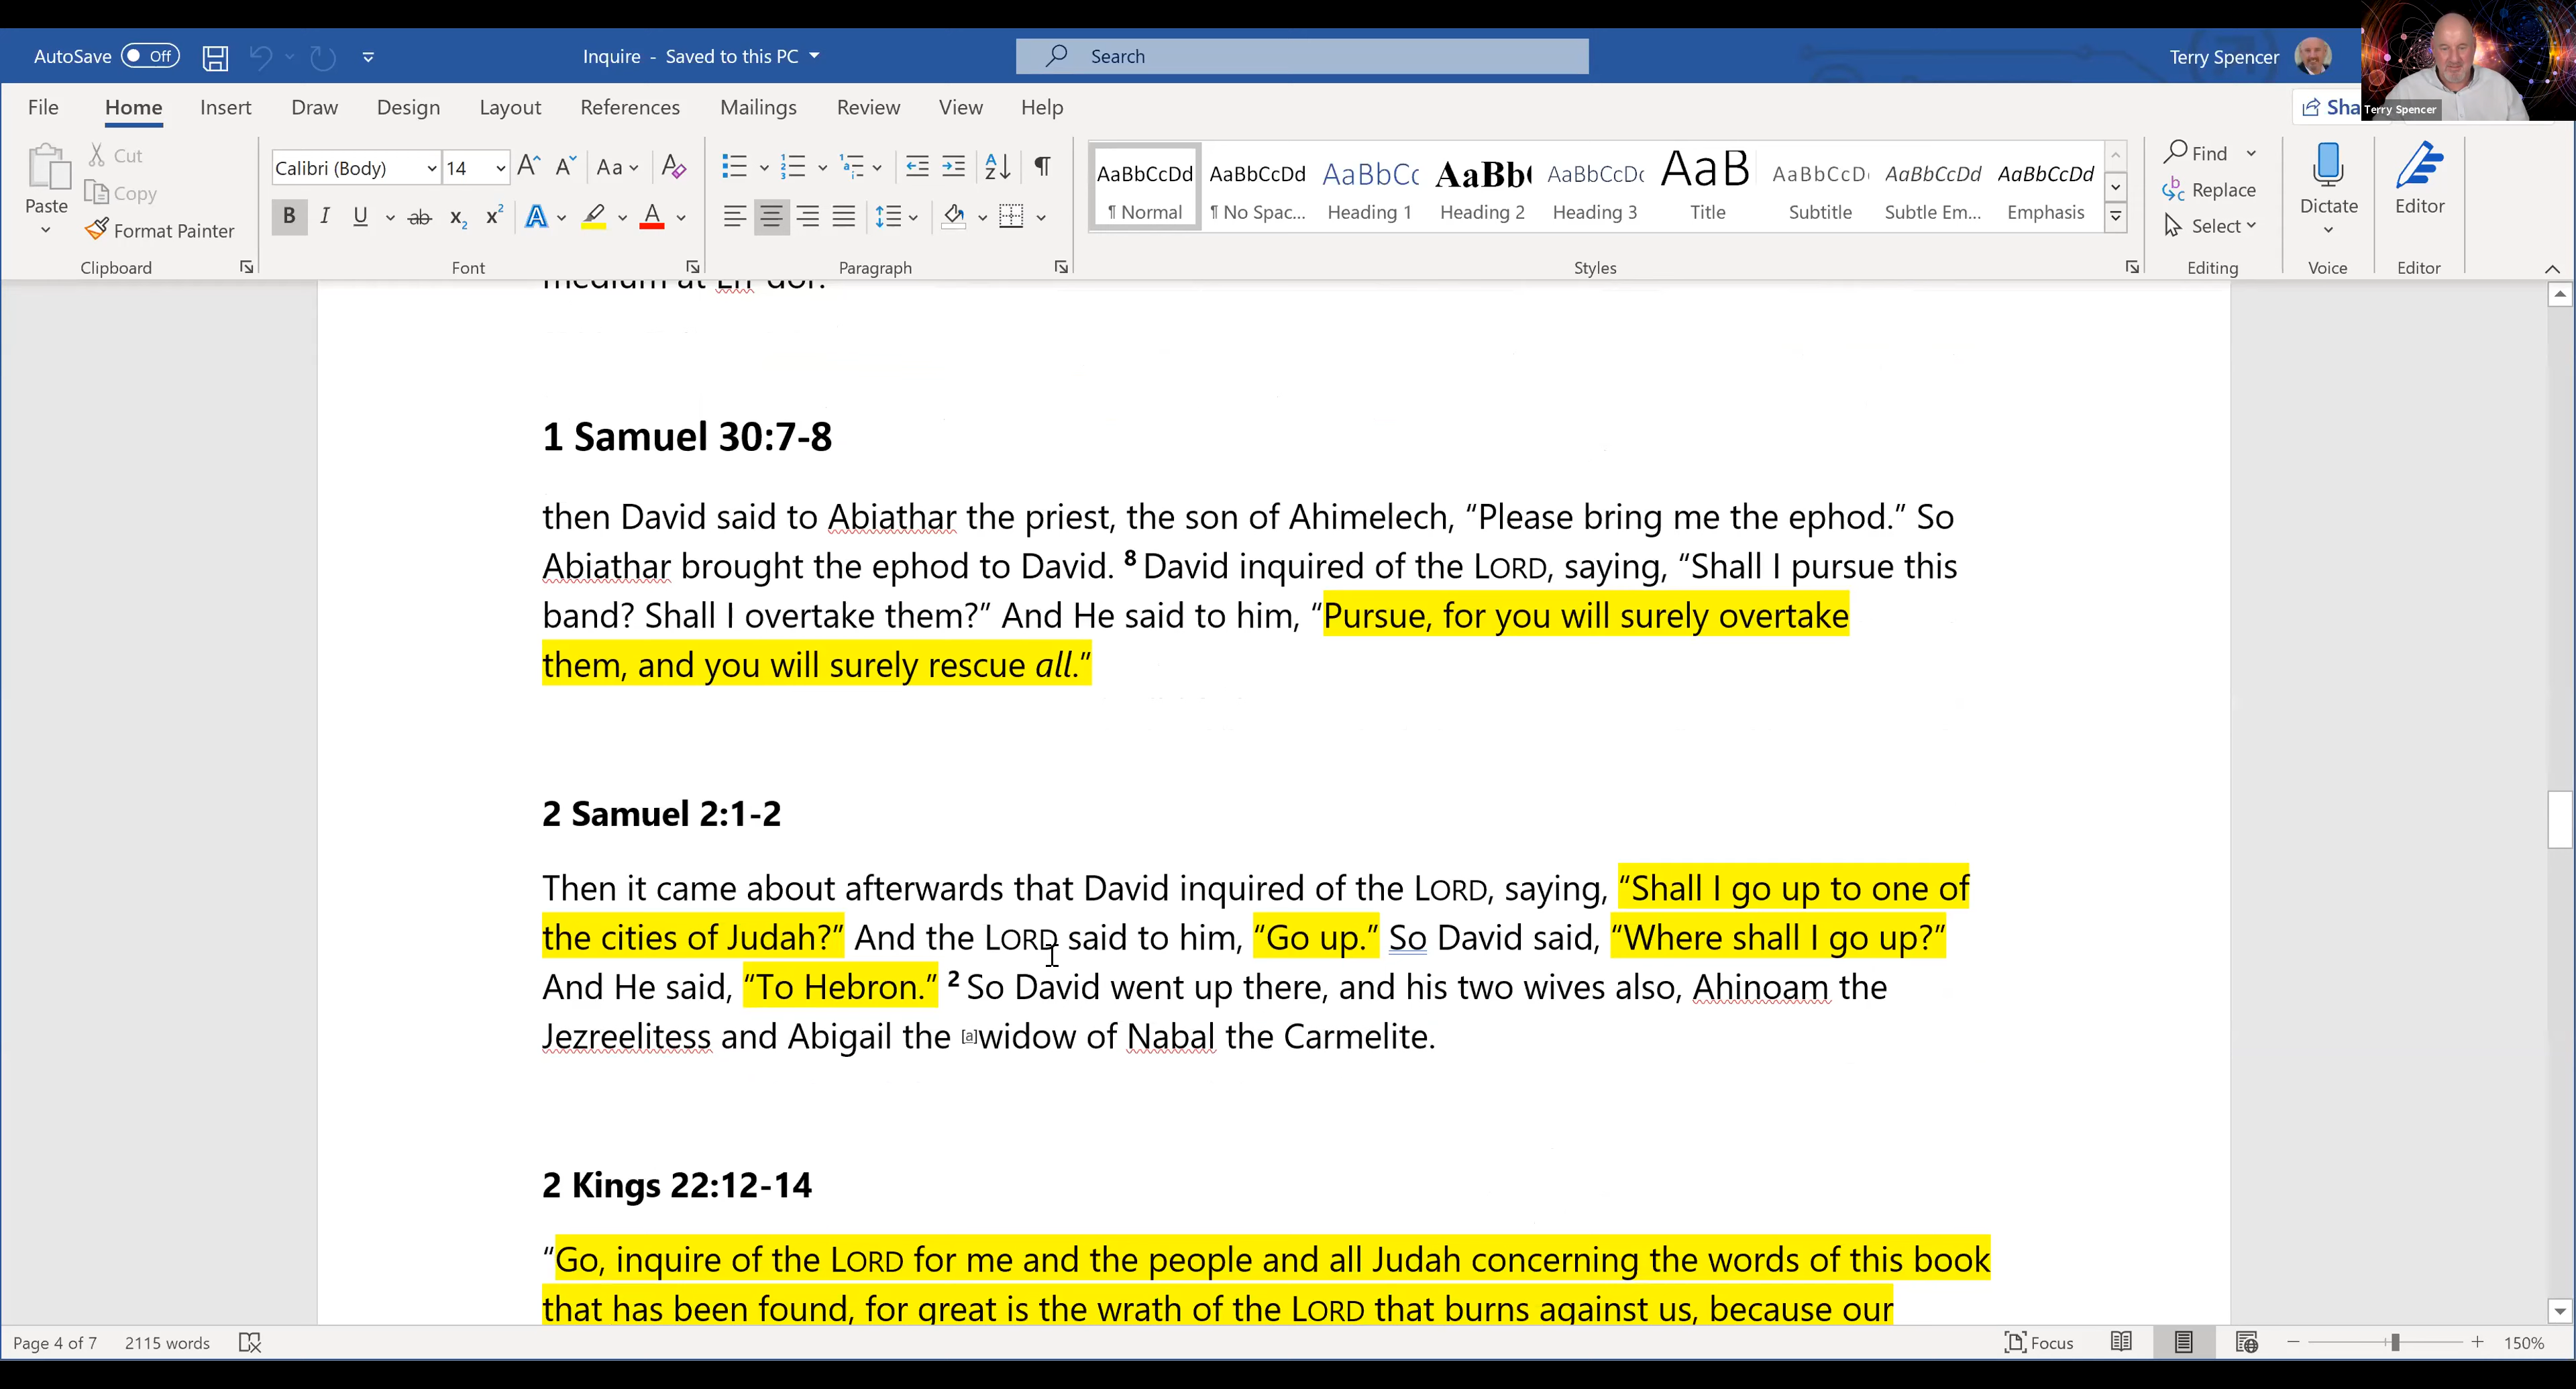 AutoSave Off
Inquire - Saved to this PC
Search
Terry Spencer
Terry Spencer
File Home Insert Draw Design Layout References Mailings Review View Help
Sha
Paste
Cut
Copy
Format Painter
Clipboard
Calibri (Body) 14
Font
Paragraph
AaBbCcDd AaBbCcDd AaBbCc AaBb AaBbCcDc AaB AaBbCcD AaBbCcDd AaBbCcDd
¶ Normal ¶ No Spac... Heading 1 Heading 2 Heading 3 Title Subtitle Subtle Em... Emphasis
Styles
Find
Replace
Select
Editing
Dictate
Voice
Editor
Editor
1 Samuel 30:7-8
then David said to Abiathar the priest, the son of Ahimelech, “Please bring me the ephod.” So
Abiathar brought the ephod to David. 8 David inquired of the LORD, saying, “Shall I pursue this
band? Shall I overtake them?” And He said to him, “Pursue, for you will surely overtake
them, and you will surely rescue all.”
2 Samuel 2:1-2
Then it came about afterwards that David inquired of the LORD, saying, “Shall I go up to one of
the cities of Judah?” And the LORD said to him, “Go up.” So David said, “Where shall I go up?”
And He said, “To Hebron.” 2 So David went up there, and his two wives also, Ahinoam the
Jezreelitess and Abigail the [a]widow of Nabal the Carmelite.
2 Kings 22:12-14
“Go, inquire of the LORD for me and the people and all Judah concerning the words of this book
that has been found, for great is the wrath of the LORD that burns against us, because our
Page 4 of 7 2115 words
Focus
150%